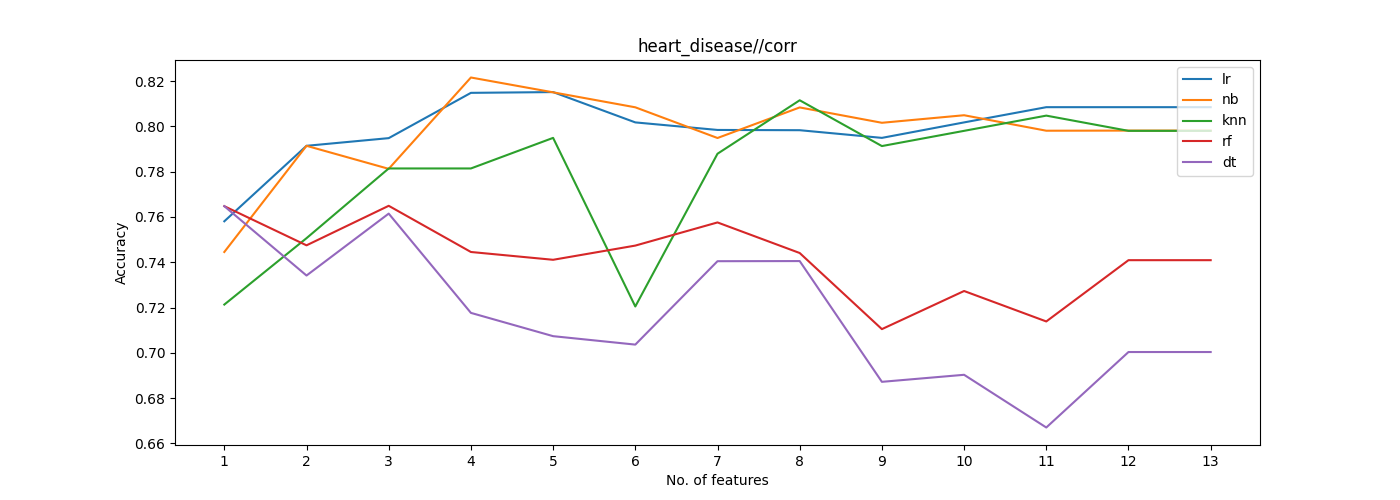 heart_disease//corr
Accuracy
0.82
0.80
0.78
0.76
0.74
0.72
0.70
0.68
0.66
lr
nb
knn
rf
dt
1 2 3 4 5 6 7 8 9 10 11 12 13
No. of features